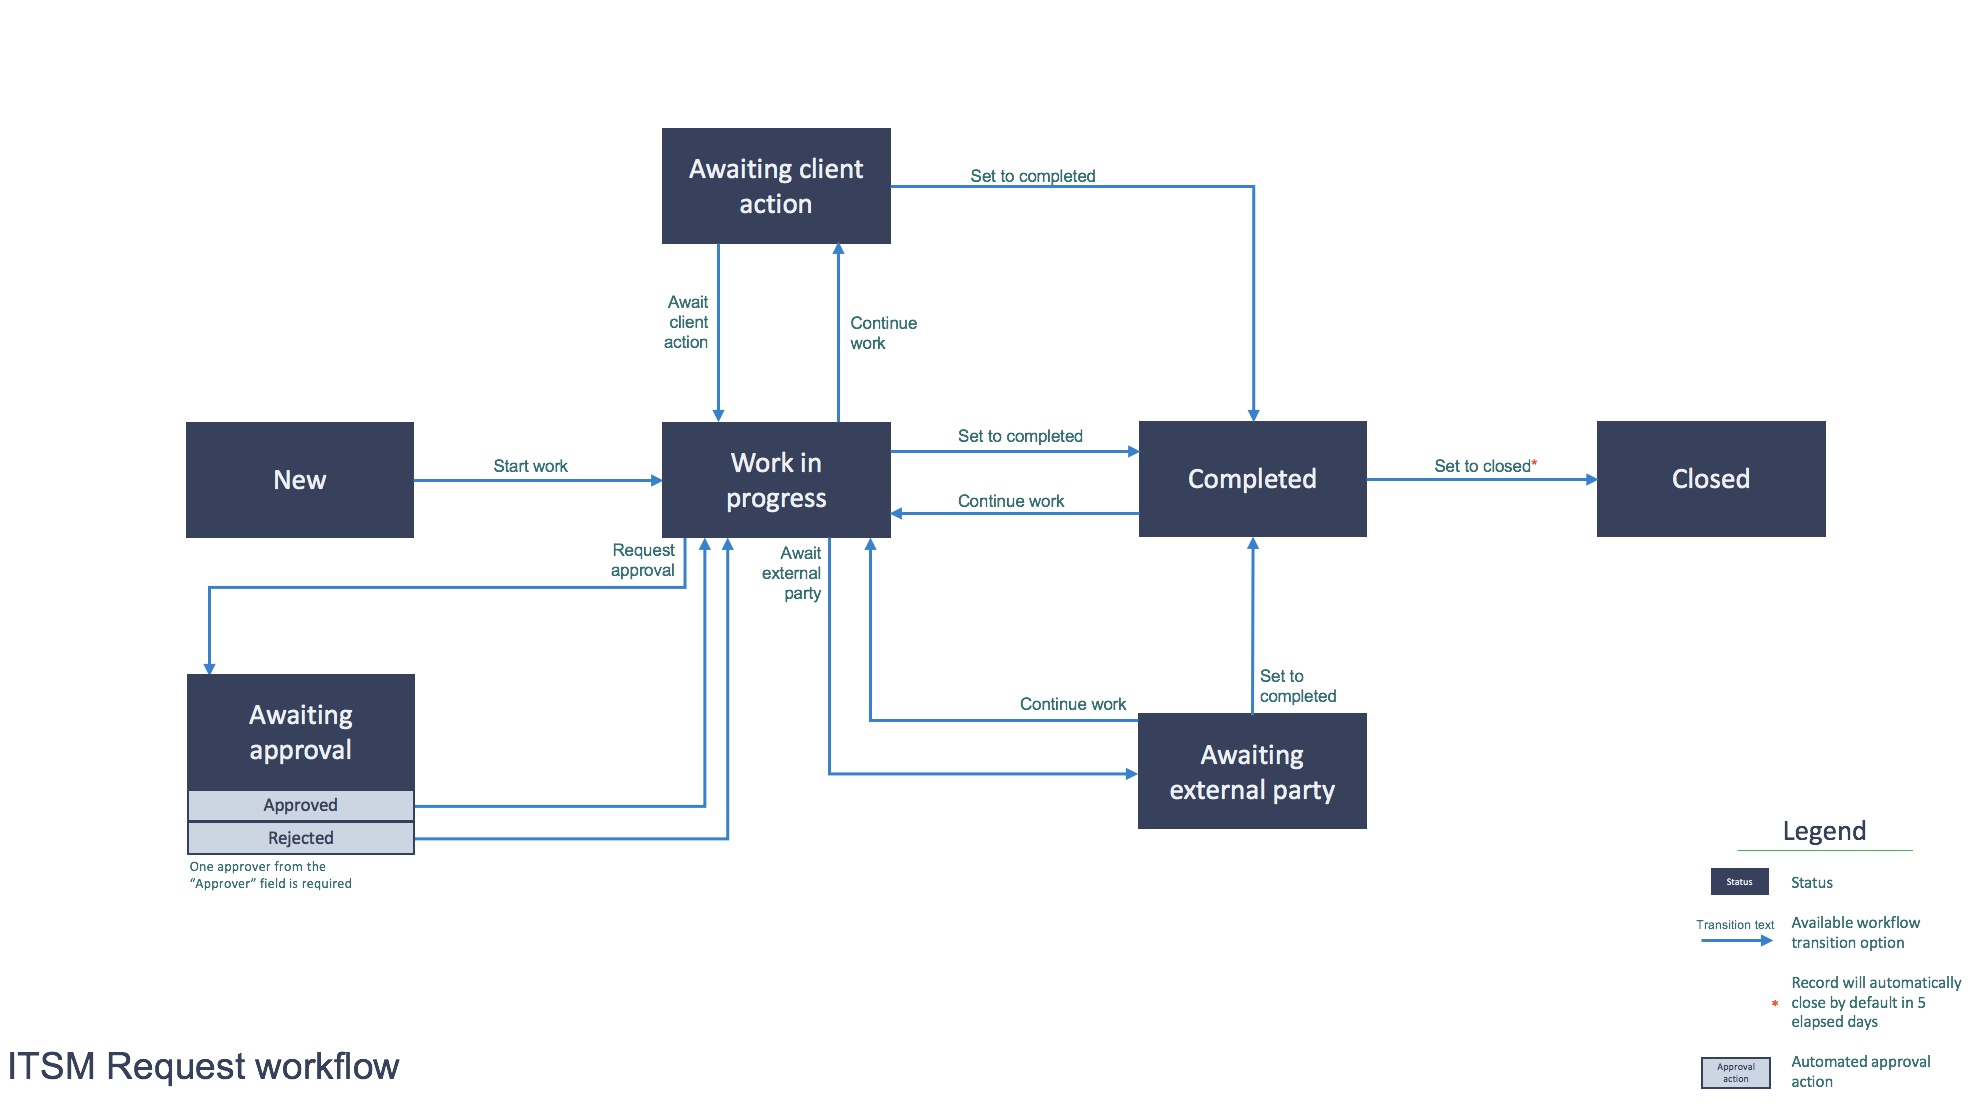 Awaiting client
action
Set to completed
Await
client
action
Continue
work
New
Start work
Work in
progress
Set to completed
Continue work
Completed
Set to closed*
Closed
Request
approval
Await
external
party
Awaiting
approval
Approved
Rejected
One approver from the
“Approver” field is required
Continue work
Set to
completed
Awaiting
external party
Legend
Status
Status
Transition text
Available workflow
transition option
*
Record will automatically
close by default in 5
elapsed days
Approval
action
Automated approval
action
ITSM Request workflow